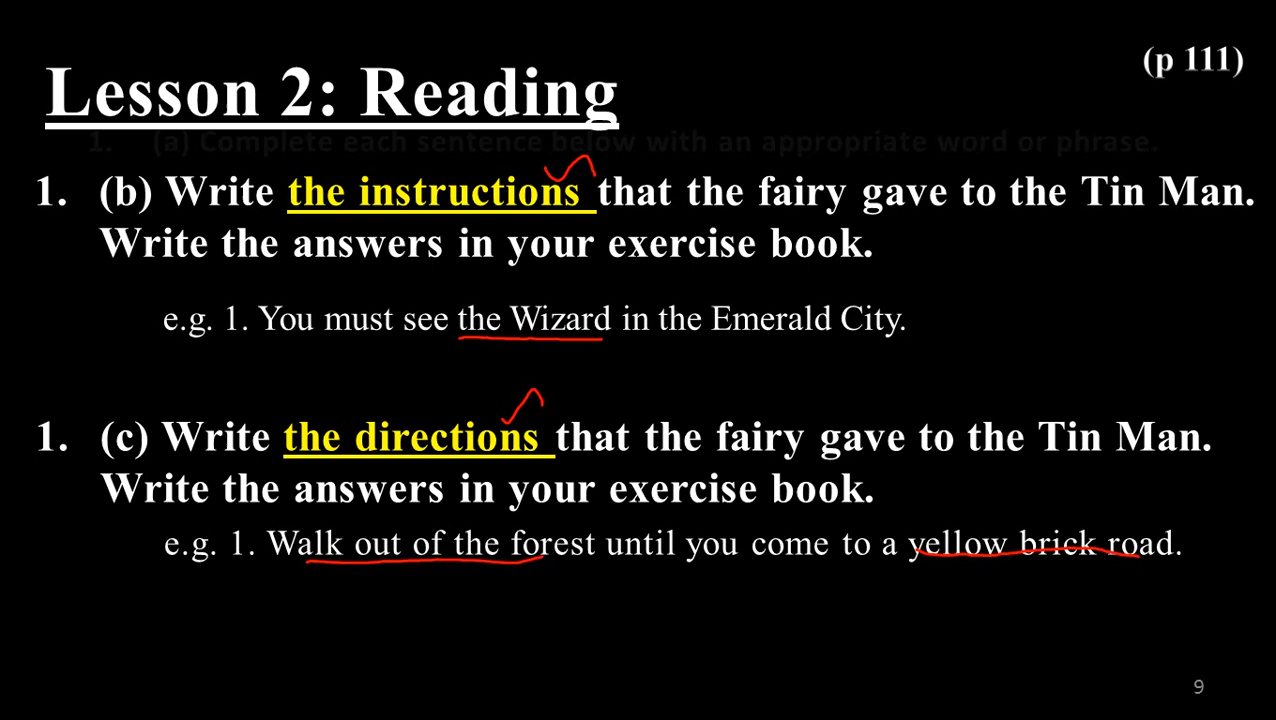 (p 111)
Lesson 2: Reading
1. (a) Complete each sentence below with an appropriate word or phrase.
1. (b) Write the instructions that the fairy gave to the Tin Man.
Write the answers in your exercise book.
e.g. 1. You must see the Wizard in the Emerald City.
1. (c) Write the directions that the fairy gave to the Tin Man.
Write the answers in your exercise book.
e.g. 1. Walk out of the forest until you come to a yellow brick road.
9